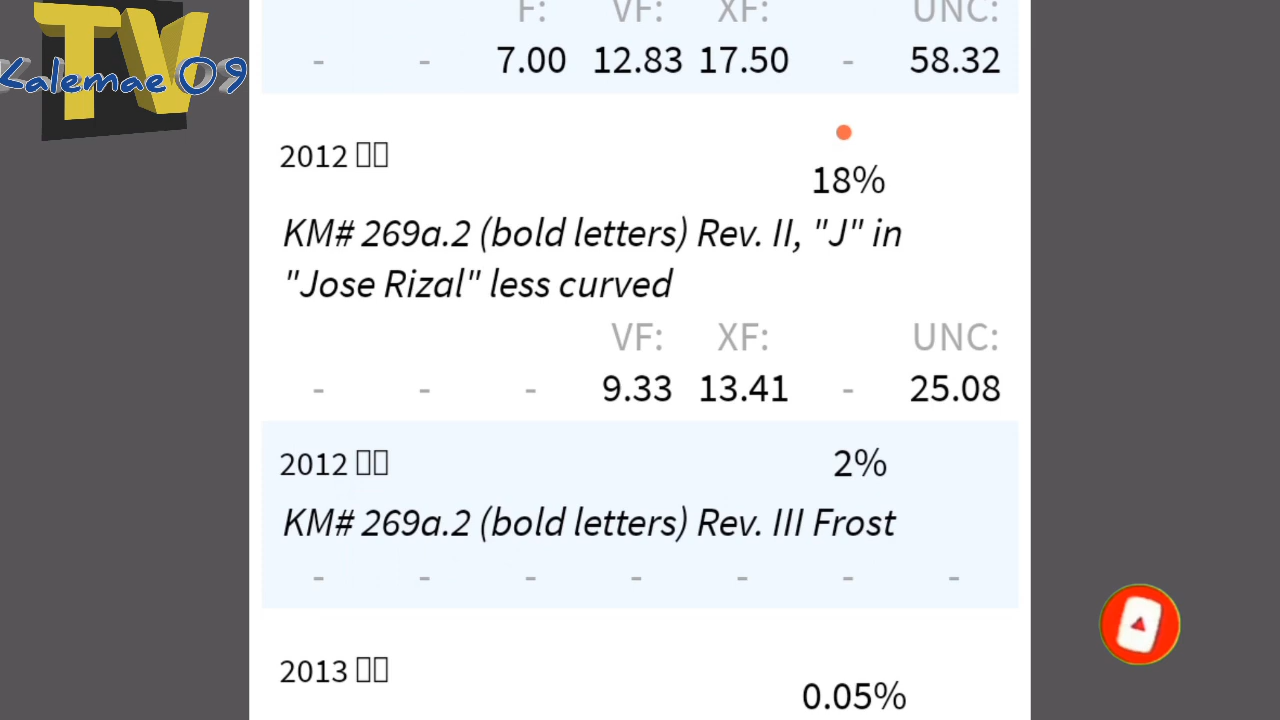 TV
Kalemae 09
F: VF: XF: UNC:
- - 7.00 12.83 17.50 - 58.32
2012
18%
KM# 269a.2 (bold letters) Rev. II, "J" in
"Jose Rizal" less curved
VF: XF: UNC:
- - - 9.33 13.41 - 25.08
2012 2%
KM# 269a.2 (bold letters) Rev. III Frost
- - - - - - -
2013
0.05%